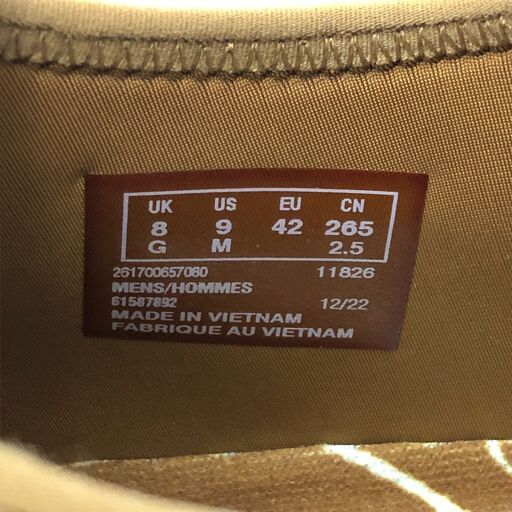 UK US EU CN
8 9 42 265
G M 2.5
261700657080 11826
MENS/HOMMES
61587892 12/22
MADE IN VIETNAM
FABRIQUE AU VIETNAM